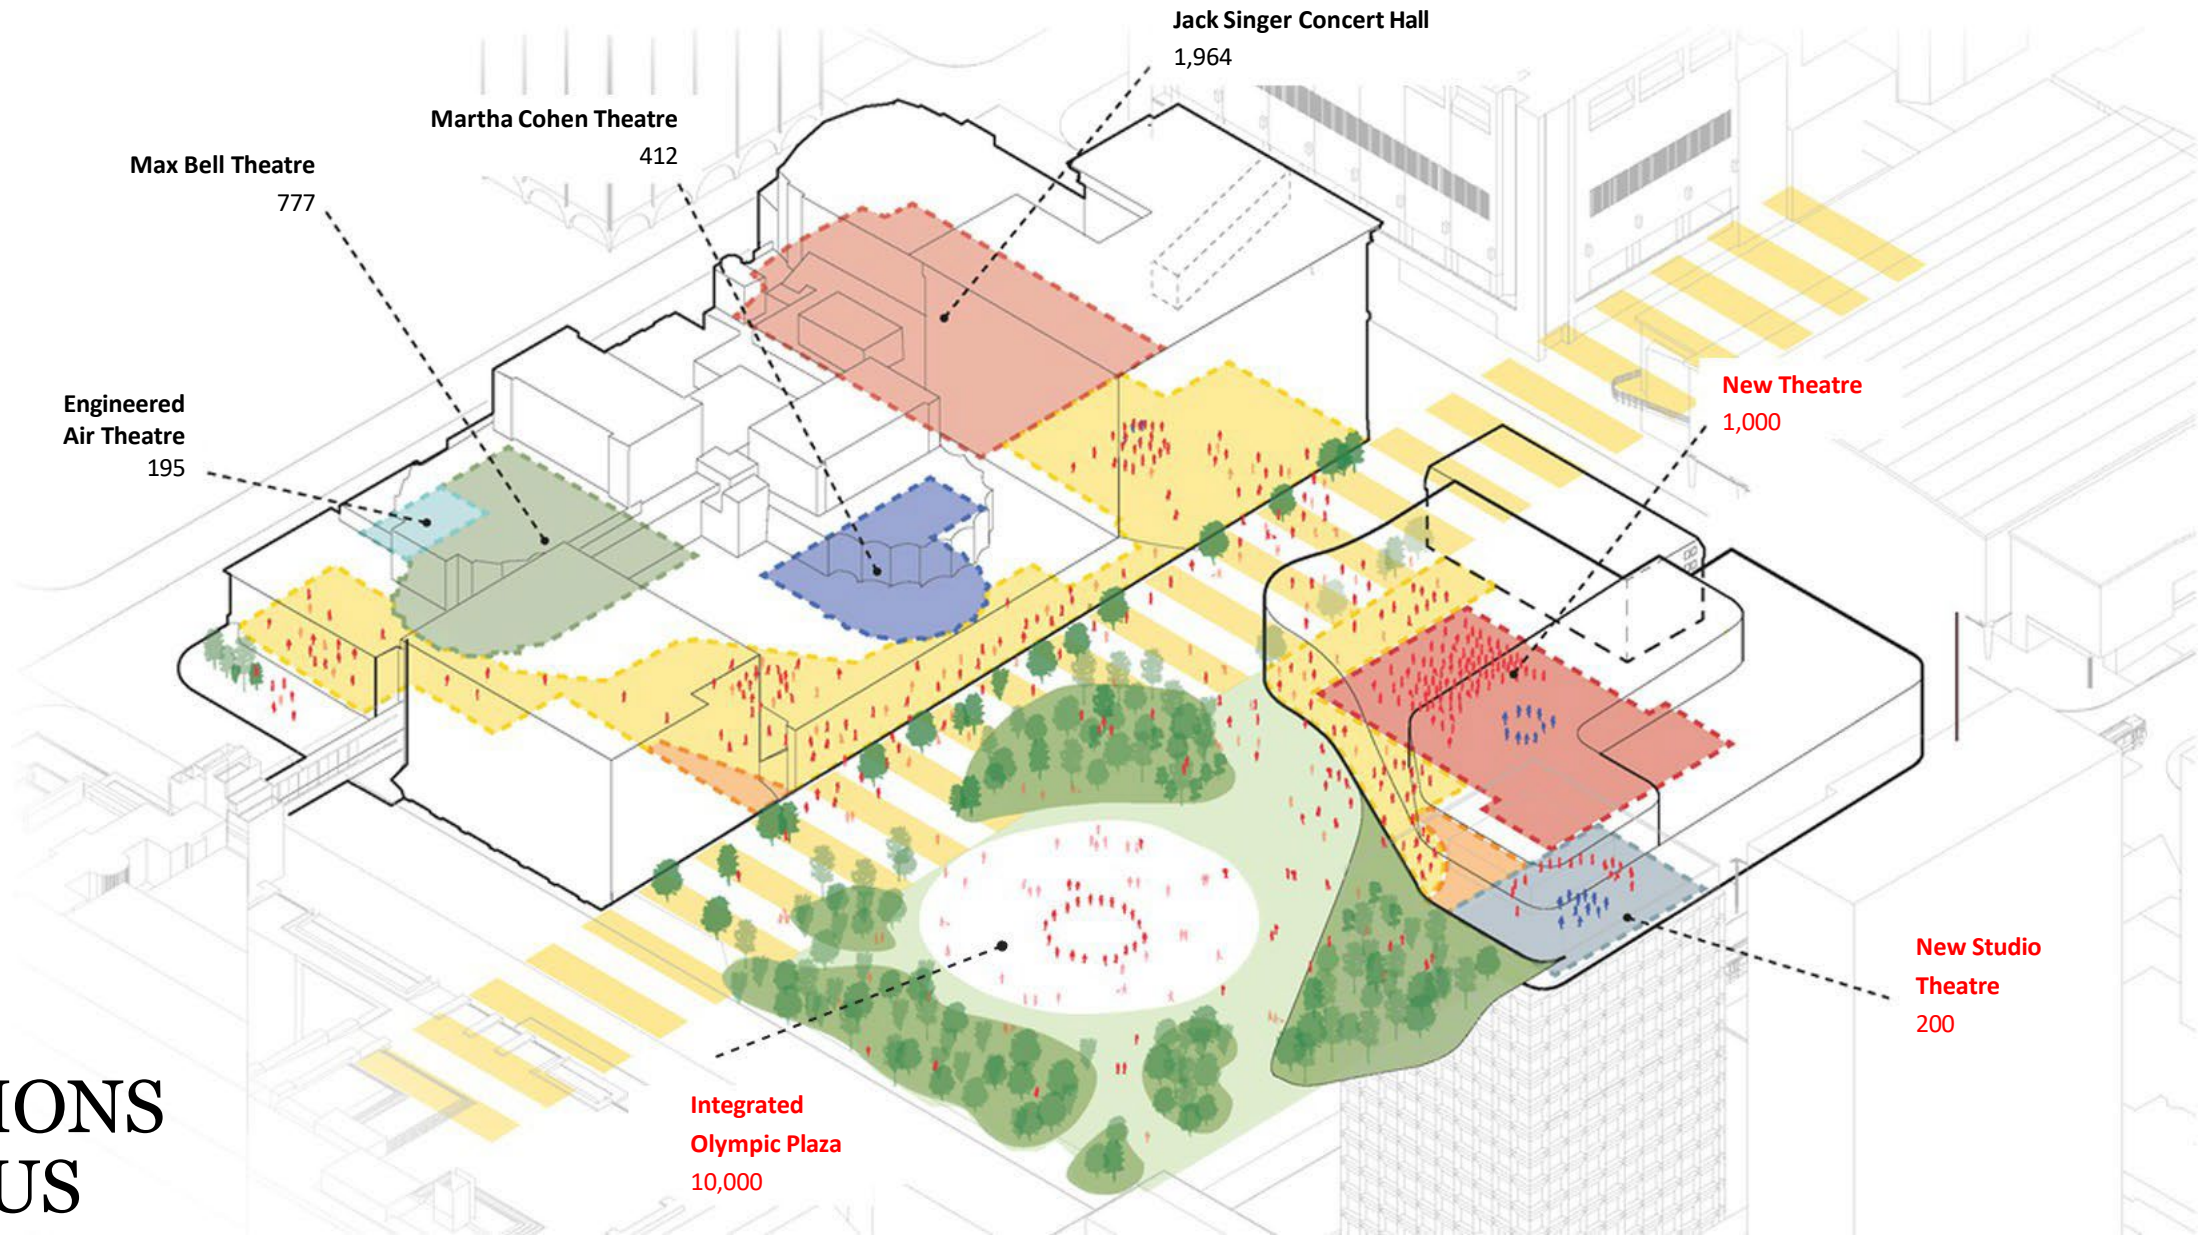 Jack Singer Concert Hall
1,964
Martha Cohen Theatre
412
Max Bell Theatre
777
Engineered
Air Theatre
195
New Theatre
1,000
New Studio
Theatre
200
Integrated
Olympic Plaza
10,000
IONS
US